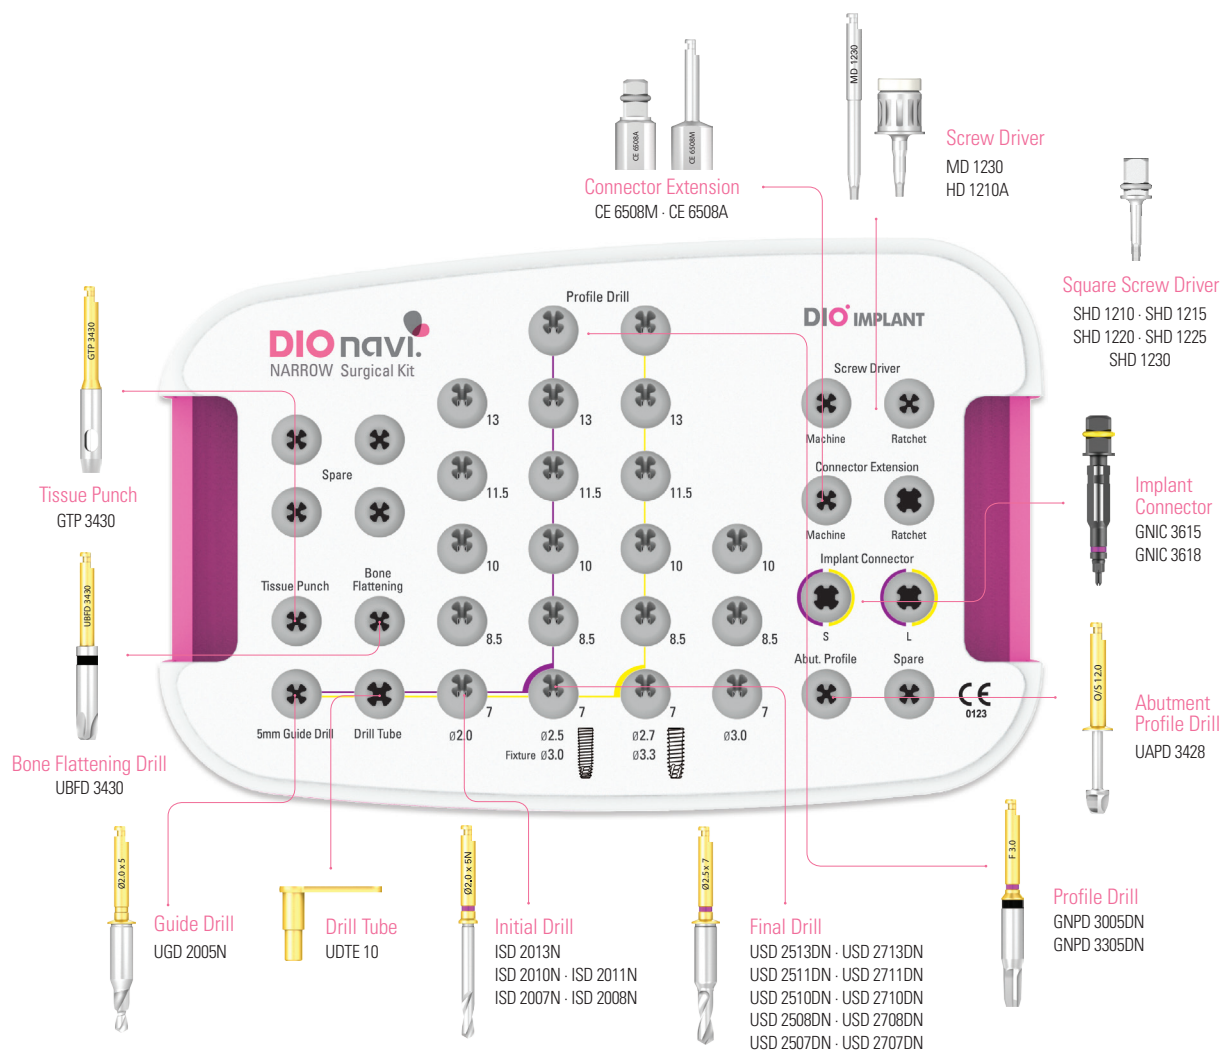 MD 1230
CE 6508A
CE 6508M
Screw Driver
MD 1230
HD 1210A
Connector Extension
CE 6508M · CE 6508A
Square Screw Driver
SHD 1210 · SHD 1215
SHD 1220 · SHD 1225
SHD 1230
GTP 3430
Tissue Punch
GTP 3430
UBFD 3430
Bone Flattening Drill
UBFD 3430
DIO navi.
NARROW Surgical Kit
Profile Drill
DIO IMPLANT
Screw Driver
Machine
Ratchet
Connector Extension
Machine
Ratchet
Implant Connector
S
L
Abut. Profile
Spare
CE
0123
Spare
Tissue Punch
Bone
Flattening
13
13
13
11.5
11.5
11.5
10
10
10
10
8.5
8.5
8.5
8.5
7
7
7
7
5mm Guide Drill
Drill Tube
ø2.0
ø2.5
ø2.7
ø3.0
Fixture ø3.0
ø3.3
Implant
Connector
GNIC 3615
GNIC 3618
O/S 12.0
Abutment
Profile Drill
UAPD 3428
Ø2.0 x 5
Guide Drill
UGD 2005N
Drill Tube
UDTE 10
Ø2.0 x 5N
Initial Drill
ISD 2013N
ISD 2010N · ISD 2011N
ISD 2007N · ISD 2008N
Ø2.5 x 7
Final Drill
USD 2513DN · USD 2713DN
USD 2511DN · USD 2711DN
USD 2510DN · USD 2710DN
USD 2508DN · USD 2708DN
USD 2507DN · USD 2707DN
F 3.0
Profile Drill
GNPD 3005DN
GNPD 3305DN